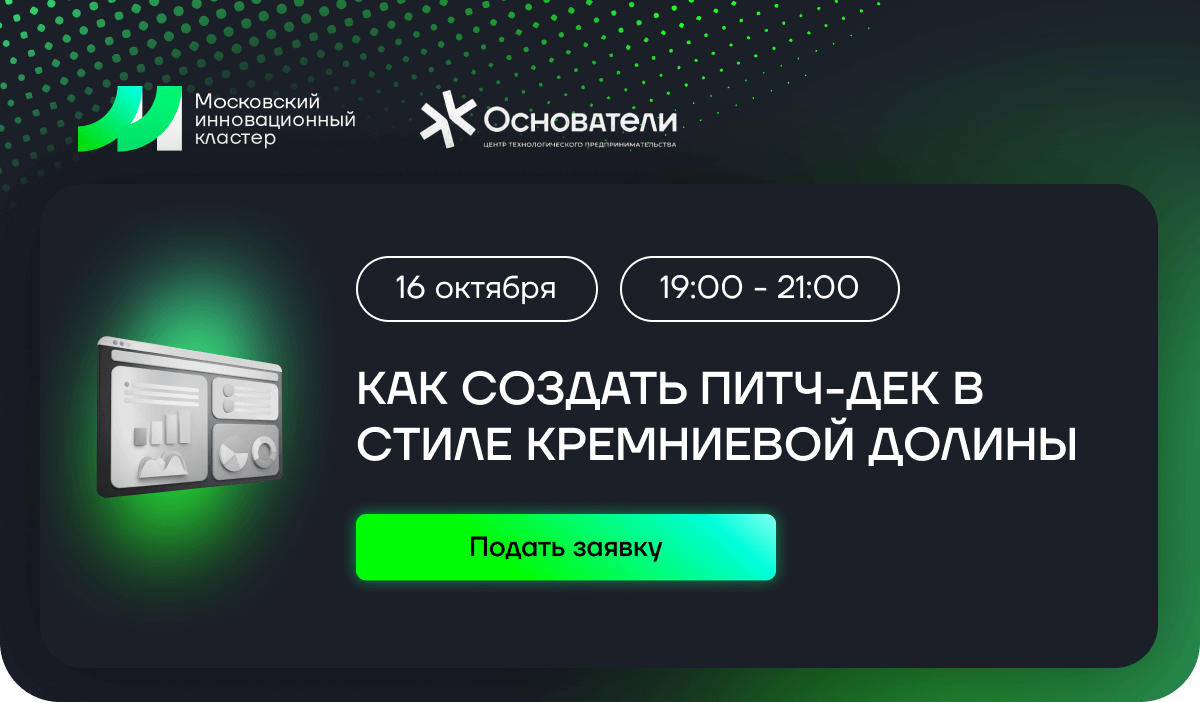 Московский
инновационный
кластер
Основатели
ЦЕНТР ТЕХНОЛОГИЧЕСКОГО ПРЕДПРИНИМАТЕЛЬСТВА
16 октября
19:00 - 21:00
КАК СОЗДАТЬ ПИТЧ-ДЕК В
СТИЛЕ КРЕМНИЕВОЙ ДОЛИНЫ
Подать заявку